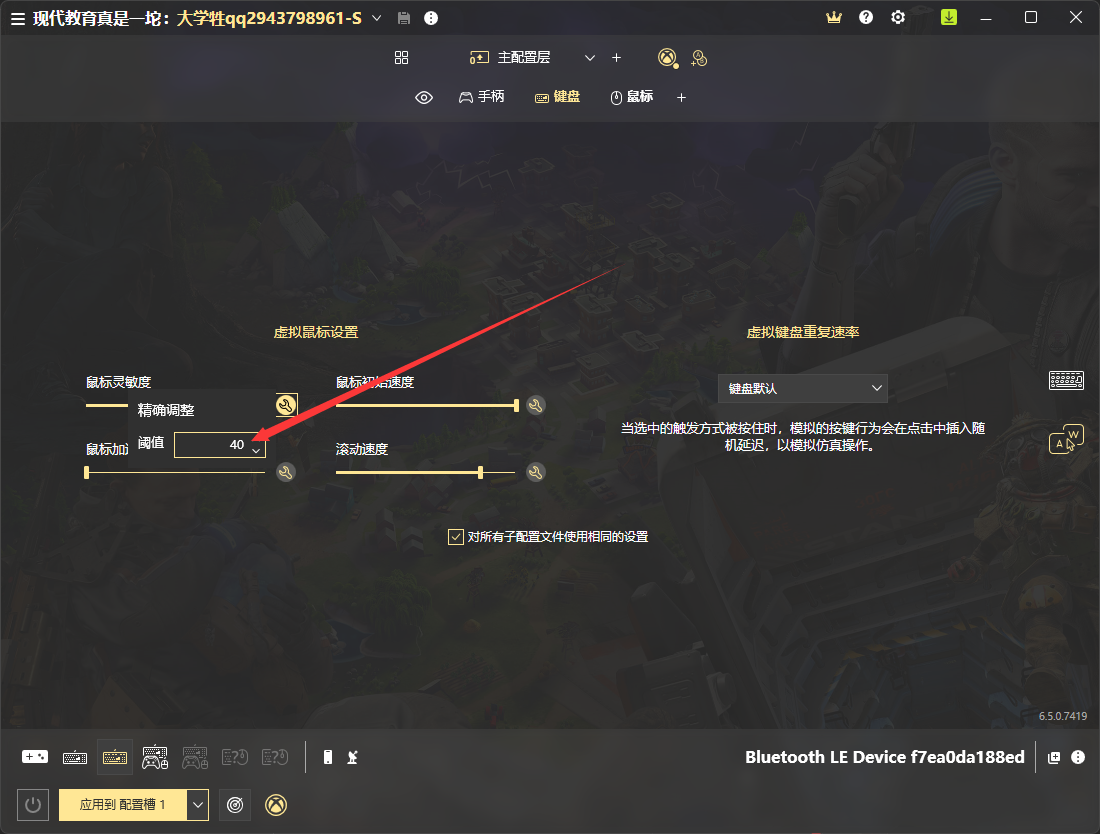 现代教育真是一坨：大学牲qq2943798961-S
主配置层
手柄 键盘 鼠标
虚拟鼠标设置
虚拟键盘重复速率
鼠标灵敏度
鼠标初始速度
精确调整
键盘默认
当选中的触发方式被按住时，模拟的按键行为会在点击中插入随
机延迟，以模拟仿真操作。
阈值 40
鼠标加
滚动速度
对所有子配置文件使用相同的设置
A W
6.5.0.7419
Bluetooth LE Device f7ea0da188ed
应用到 配置槽 1